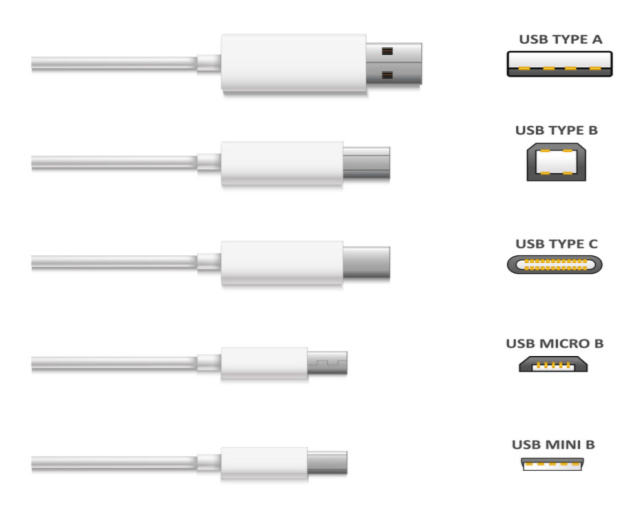 USB TYPE A
USB TYPE B
USB TYPE C
USB MICRO B
USB MINI B